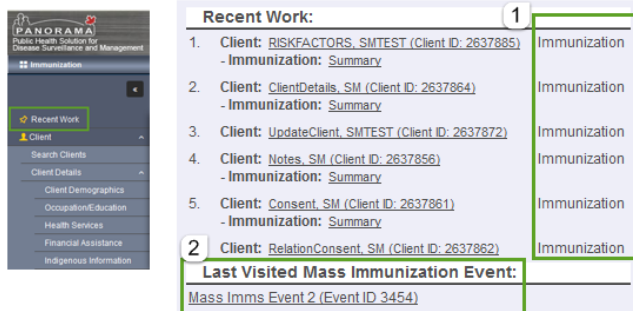 PANORAMA
Public Health Solution for
Disease Surveillance and Management
Immunization
«
Recent Work
Client
Search Clients
Client Details
Client Demographics
Occupation/Education
Health Services
Financial Assistance
Indigenous Information
Recent Work:
1
1. Client: RISKFACTORS, SMTEST (Client ID: 2637885) Immunization
- Immunization: Summary
2. Client: ClientDetails, SM (Client ID: 2637864) Immunization
- Immunization: Summary
3. Client: UpdateClient, SMTEST (Client ID: 2637872) Immunization
4. Client: Notes, SM (Client ID: 2637856) Immunization
- Immunization: Summary
5. Client: Consent, SM (Client ID: 2637861) Immunization
- Immunization: Summary
2 Client: RelationConsent, SM (Client ID: 2637862) Immunization
Last Visited Mass Immunization Event:
Mass Imms Event 2 (Event ID 3454)